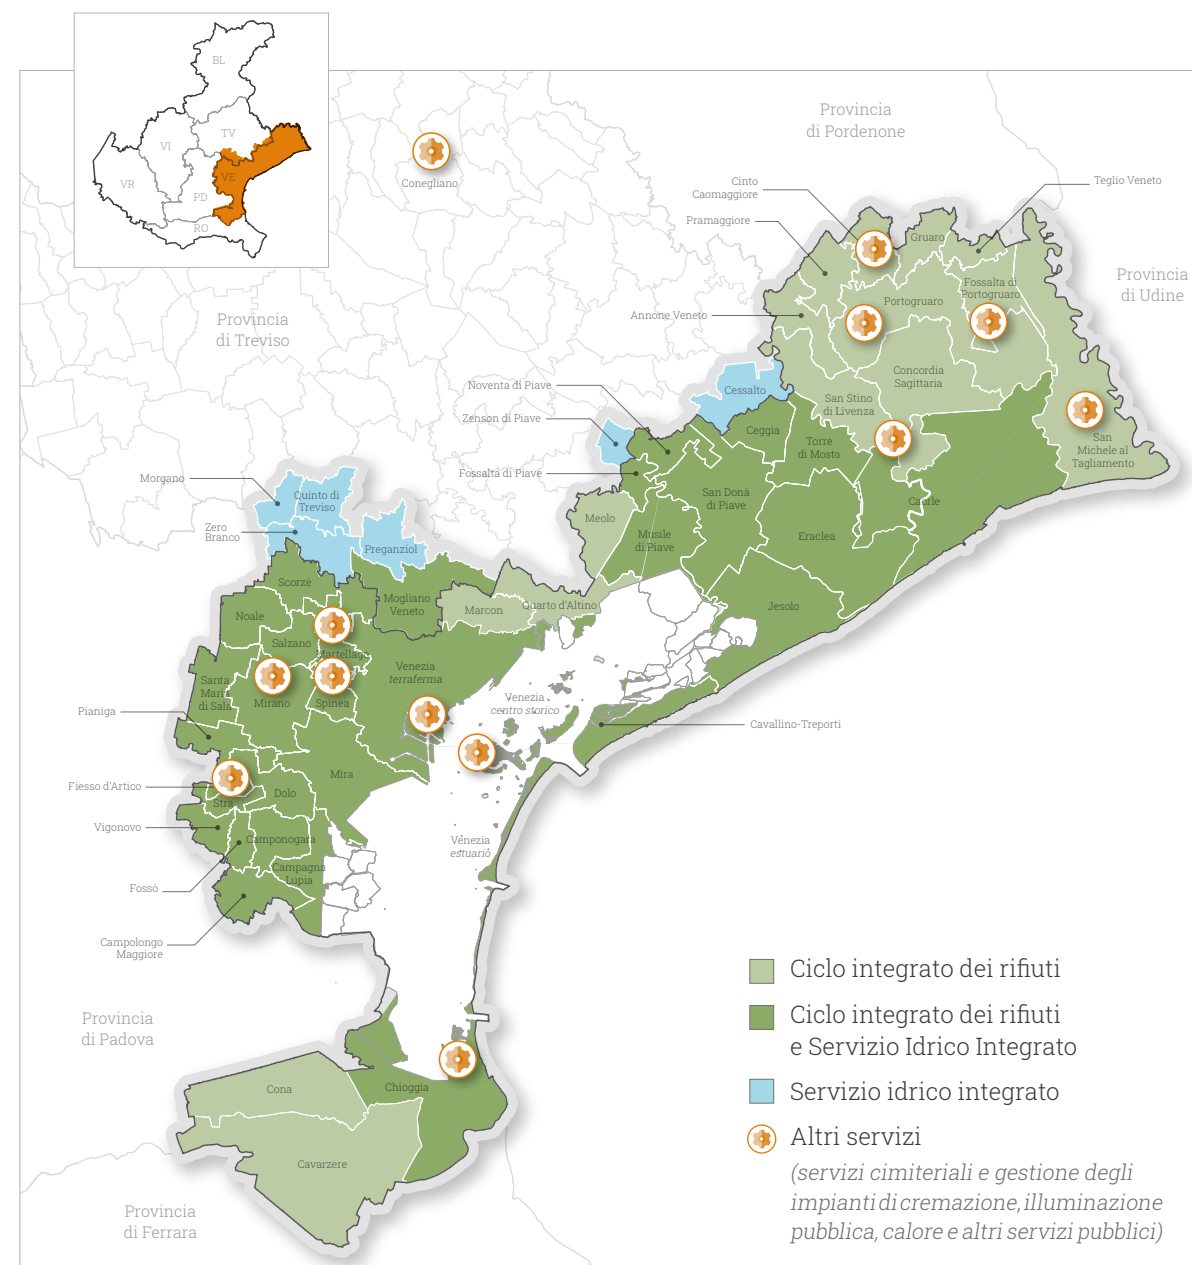 BL
TV
VI
VE
VR
PD
RO
Provincia
di Pordenone
Conegliano
Cinto
Caomaggiore
Teglio Veneto
Pramaggiore
Gruaro
Provincia
di Udine
Fossalta di
Portogruaro
Portogruaro
Annone Veneto
Provincia
di Treviso
Concordia
Sagittaria
Noventa di Piave
Cessalto
San Stino
di Livenza
Zenson di Piave
Ceggia
Torre
di Mosto
San
Michele al
Tagliamento
Fossalta di Piave
Morgano
Quinto di
Treviso
San Donà
di Piave
Caorle
Meolo
Zero
Branco
Preganziol
Musile
di Piave
Eraclea
Scorzè
Mogliano
Veneto
Marcon
Quarto d'Altino
Jesolo
Noale
Salzano
Martellago
Venezia
terraferma
Santa
Maria
di Sala
Mirano
Spinea
Venezia
centro storico
Pianiga
Cavallino-Treporti
Mira
Fiesso d'Artico
Dolo
Stra
Vigonovo
Camponogara
Venezia
estuario
Campagna
Lupia
Fossò
Campolongo
Maggiore
Provincia
di Padova
Cona
Chioggia
Cavarzere
Provincia
di Ferrara
Ciclo integrato dei rifiuti
Ciclo integrato dei rifiuti
e Servizio Idrico Integrato
Servizio idrico integrato
Altri servizi
(servizi cimiteriali e gestione degli
impianti di cremazione, illuminazione
pubblica, calore e altri servizi pubblici)